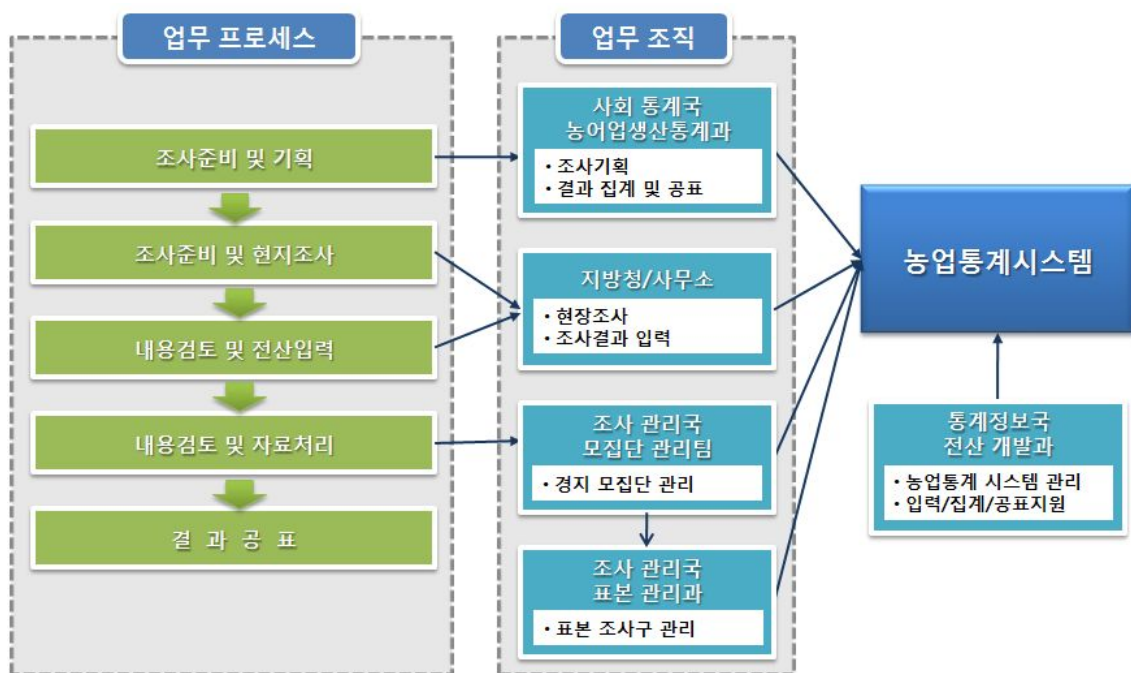 업무 프로세스
조사준비 및 기획
조사준비 및 현지조사
내용검토 및 전산입력
내용검토 및 자료처리
결 과 공 표
업무 조직
사회 통계국
농어업생산통계과
• 조사기획
• 결과 집계 및 공표
지방청/사무소
• 현장조사
• 조사결과 입력
조사 관리국
모집단 관리팀
• 경지 모집단 관리
조사 관리국
표본 관리과
• 표본 조사구 관리
농업통계시스템
통계정보국
전산 개발과
• 농업통계 시스템 관리
• 입력/집계/공표지원